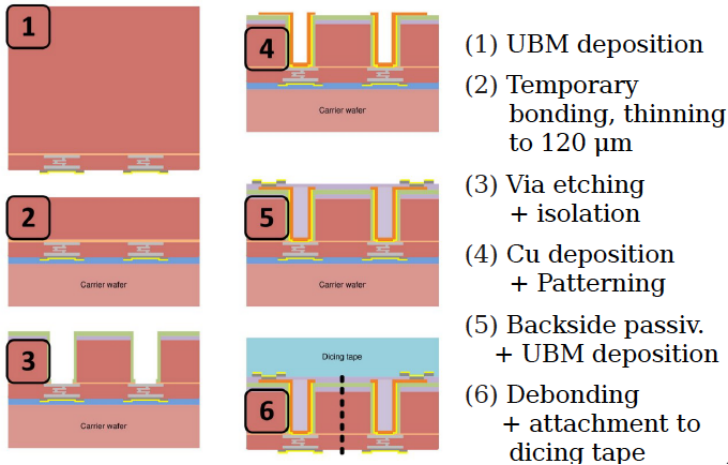 1
2
Carrier wafer
3
Carrier wafer
4
Carrier wafer
5
Carrier wafer
Dicing tape
6
(1) UBM deposition
(2) Temporary
bonding, thinning
to 120 μm
(3) Via etching
+ isolation
(4) Cu deposition
+ Patterning
(5) Backside passiv.
+ UBM deposition
(6) Debonding
+ attachment to
dicing tape